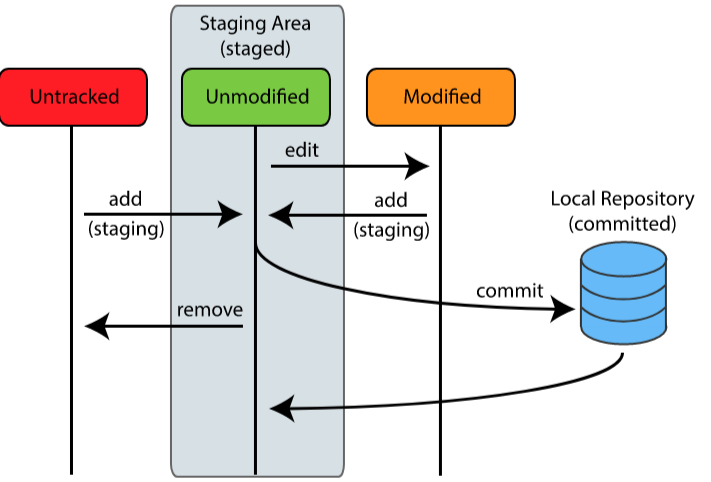 Staging Area
(staged)
Untracked
Unmodified
Modified
edit
add
(staging)
add
(staging)
Local Repository
(committed)
commit
remove